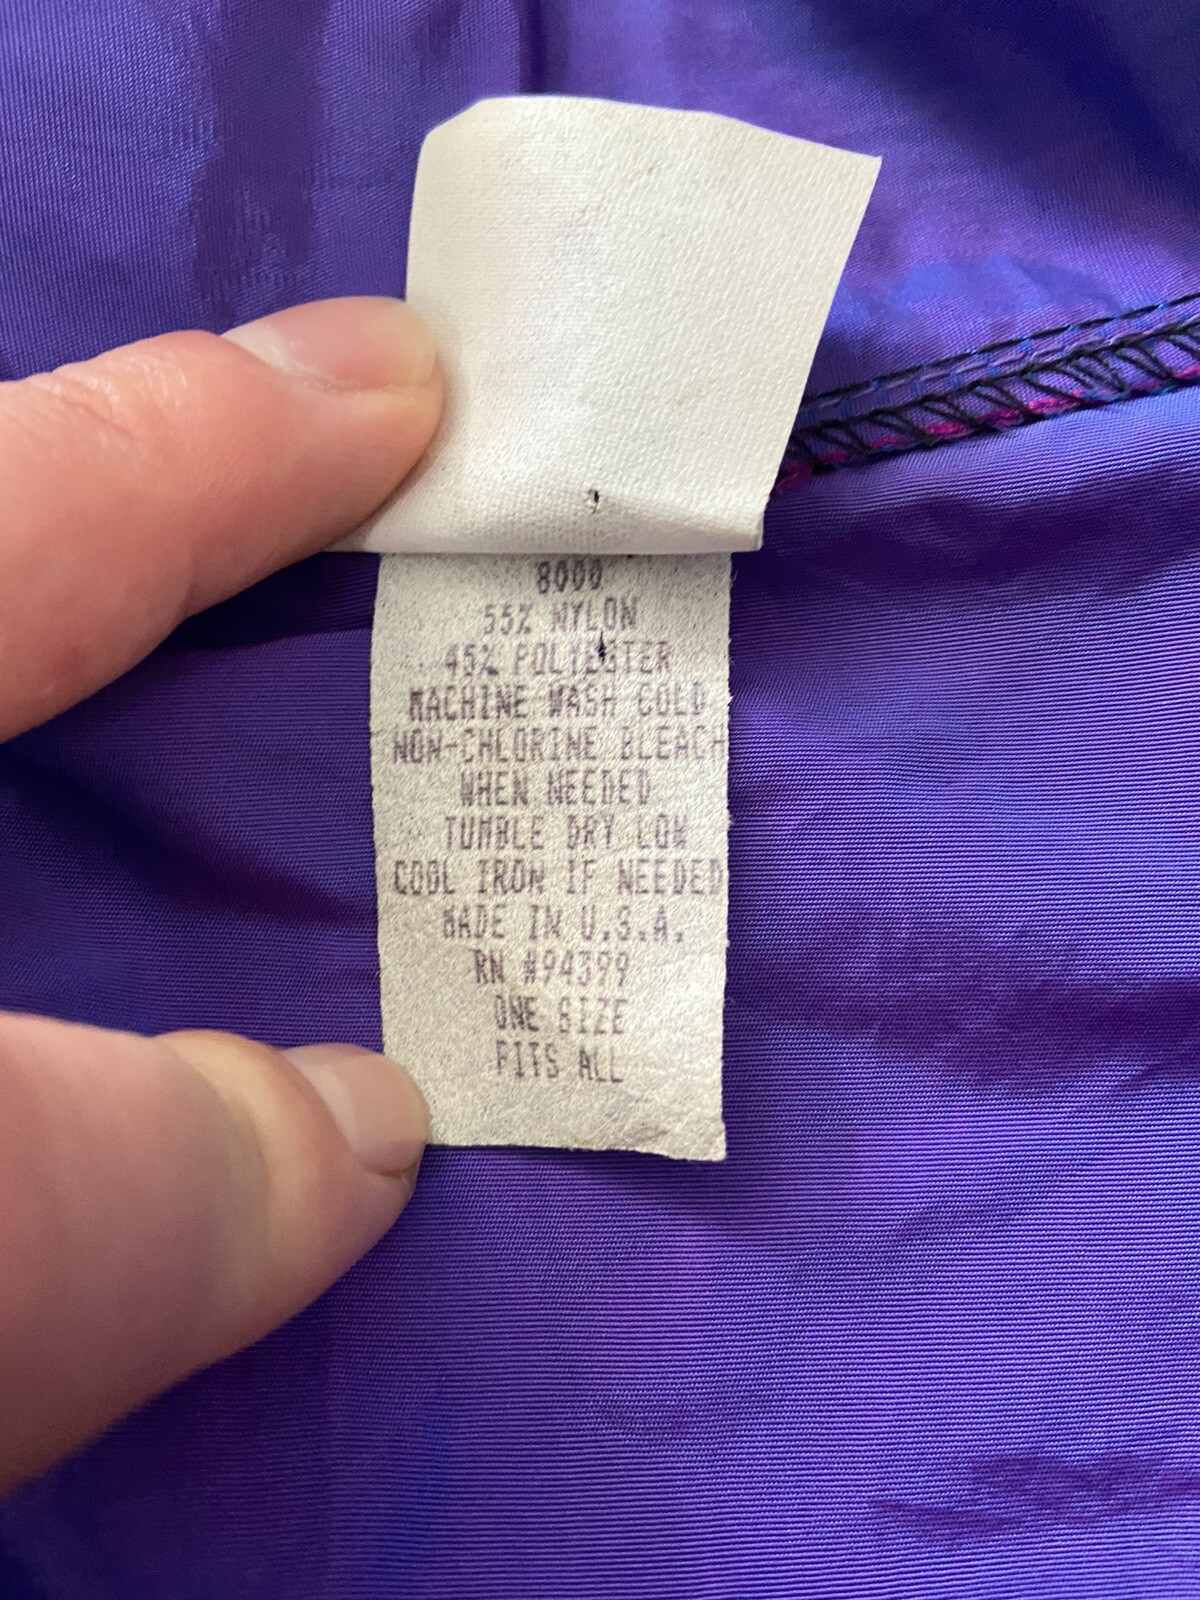 8000
55% NYLON
45% POLYESTER
MACHINE WASH COLD
NON-CHLORINE BLEACH
WHEN NEEDED
TUMBLE DRY LOW
COOL IRON IF NEEDED
MADE IN U.S.A.
RN #94399
ONE SIZE
FITS ALL